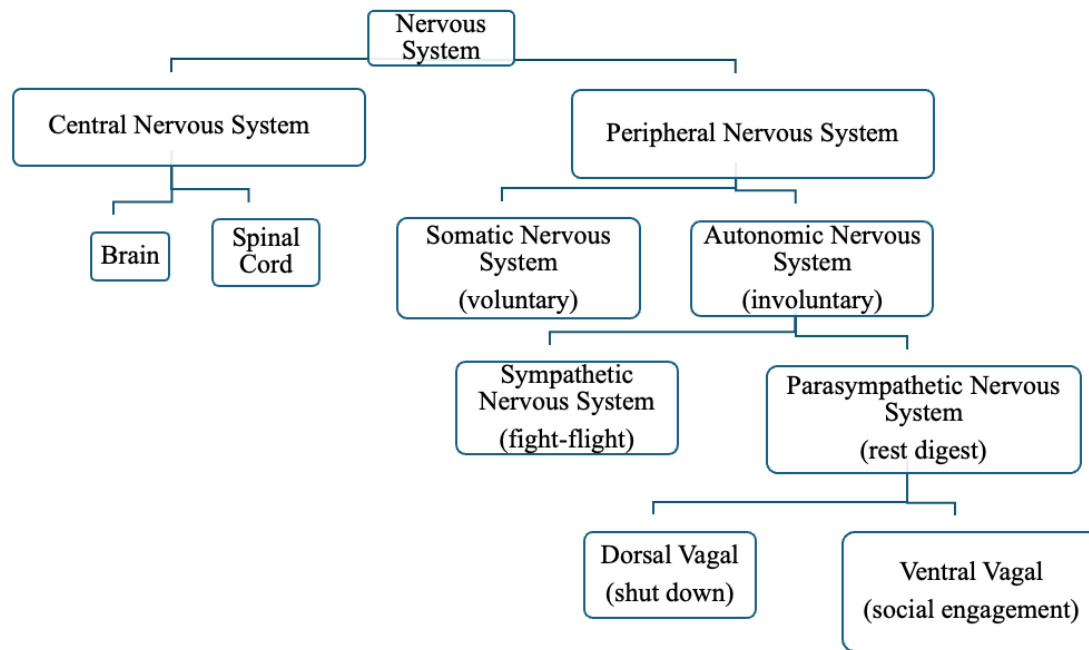 Nervous
System
Central Nervous System
Peripheral Nervous System
Brain
Spinal
Cord
Somatic Nervous
System
(voluntary)
Autonomic Nervous
System
(involuntary)
Sympathetic
Nervous System
(fight-flight)
Parasympathetic Nervous
System
(rest digest)
Dorsal Vagal
(shut down)
Ventral Vagal
(social engagement)